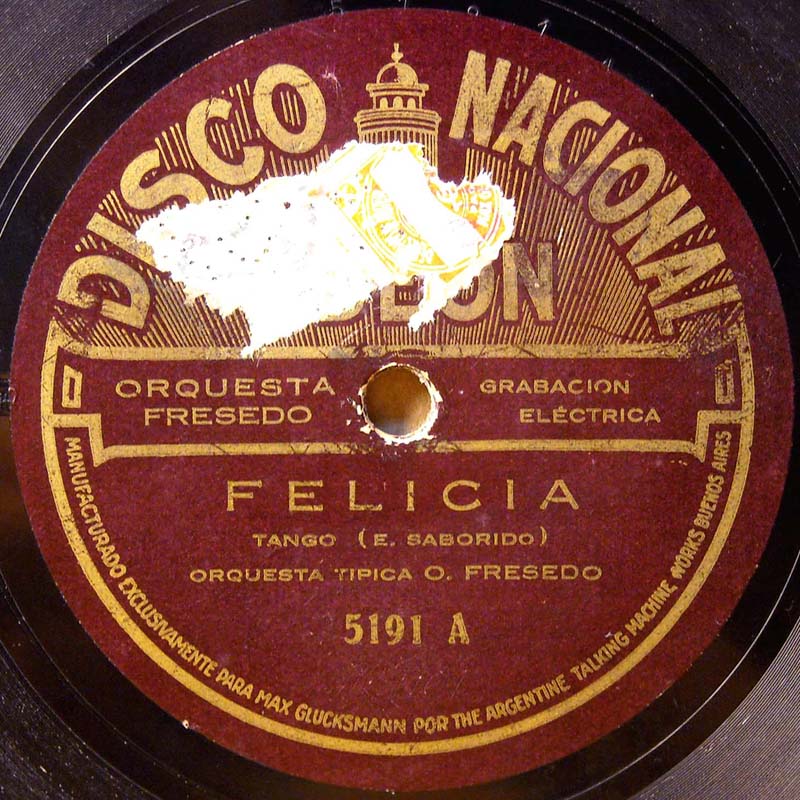 DISCO NACIONAL
ORQUESTA
FRESEDO
GRABACION
ELÉCTRICA
FELICIA
TANGO (E. SABORIDO)
ORQUESTA TIPICA O. FRESEDO
5191 A
MANUFACTURADO EXCLUSIVAMENTE PARA MAX GLUCKSMANN POR THE ARGENTINE TALKING MACHINE WORKS BUENOS AIRES